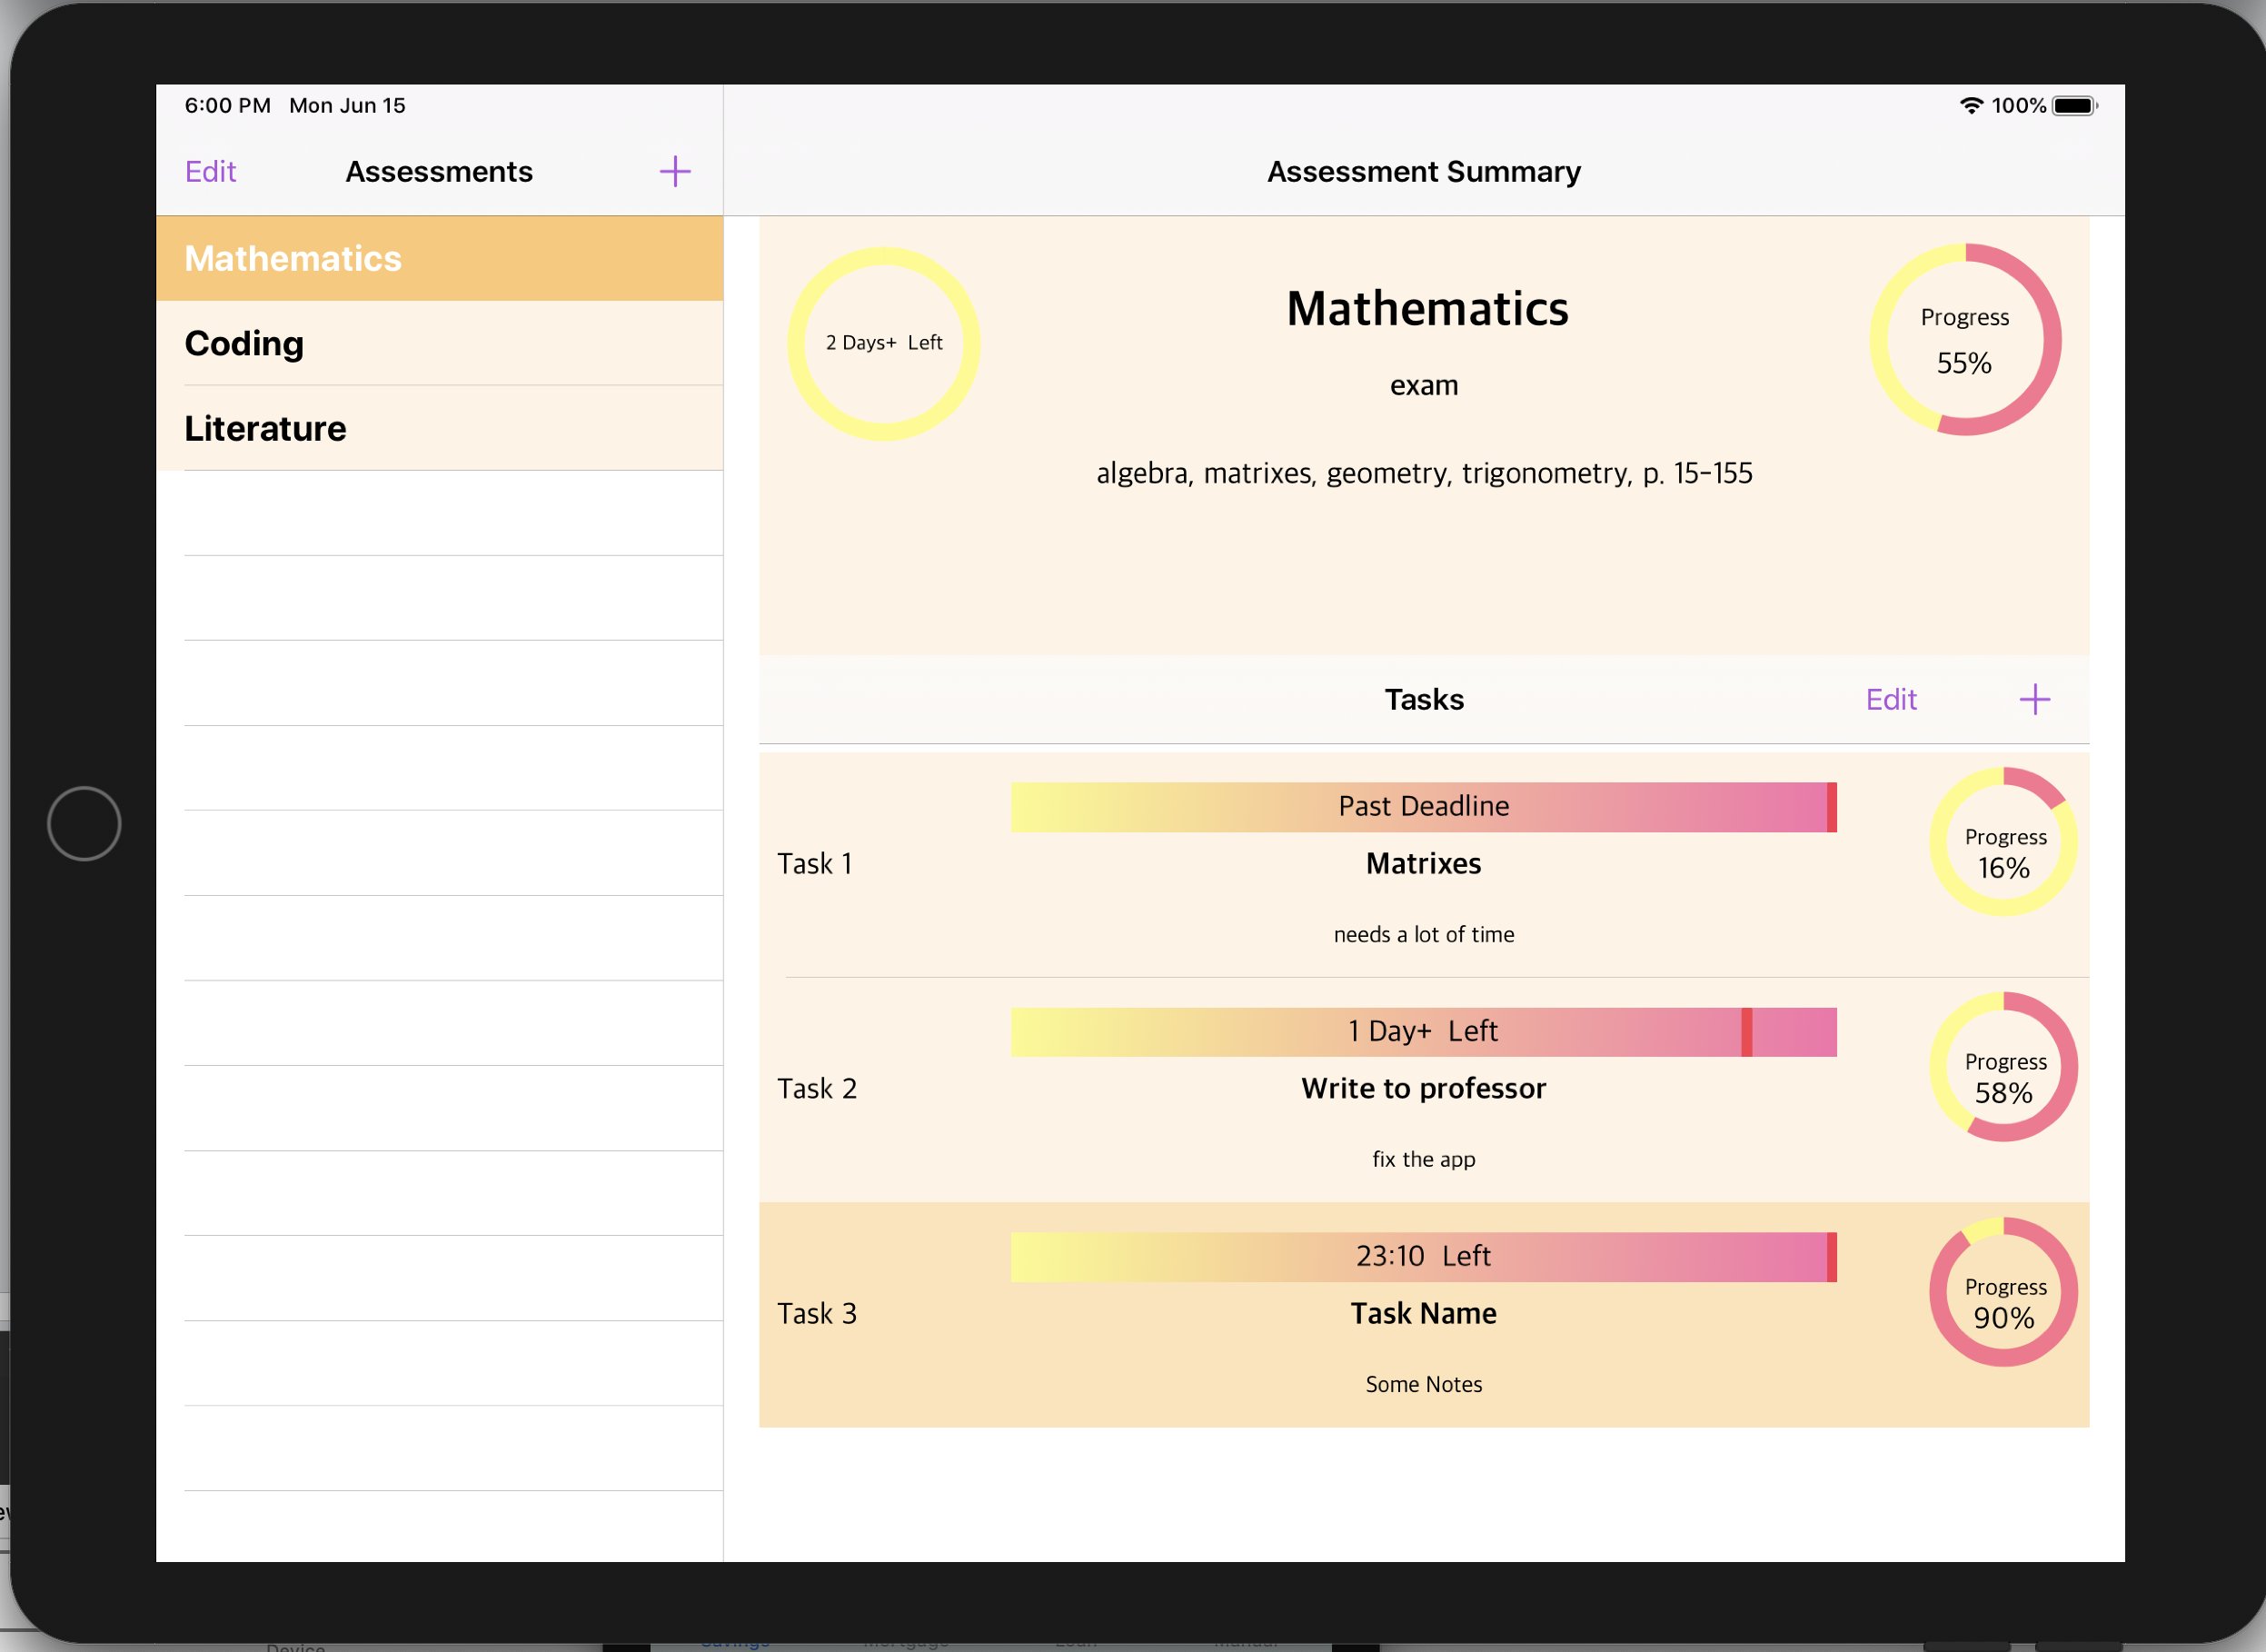 6:00 PM Mon Jun 15
100%
Edit
Assessments
Assessment Summary
Mathematics
Coding
Literature
2 Days+ Left
Mathematics
exam
algebra, matrixes, geometry, trigonometry, p. 15-155
Progress
55%
Tasks
Edit
Task 1
Past Deadline
Matrixes
needs a lot of time
Progress
16%
Task 2
1 Day+ Left
Write to professor
fix the app
Progress
58%
Task 3
23:10 Left
Task Name
Some Notes
Progress
90%